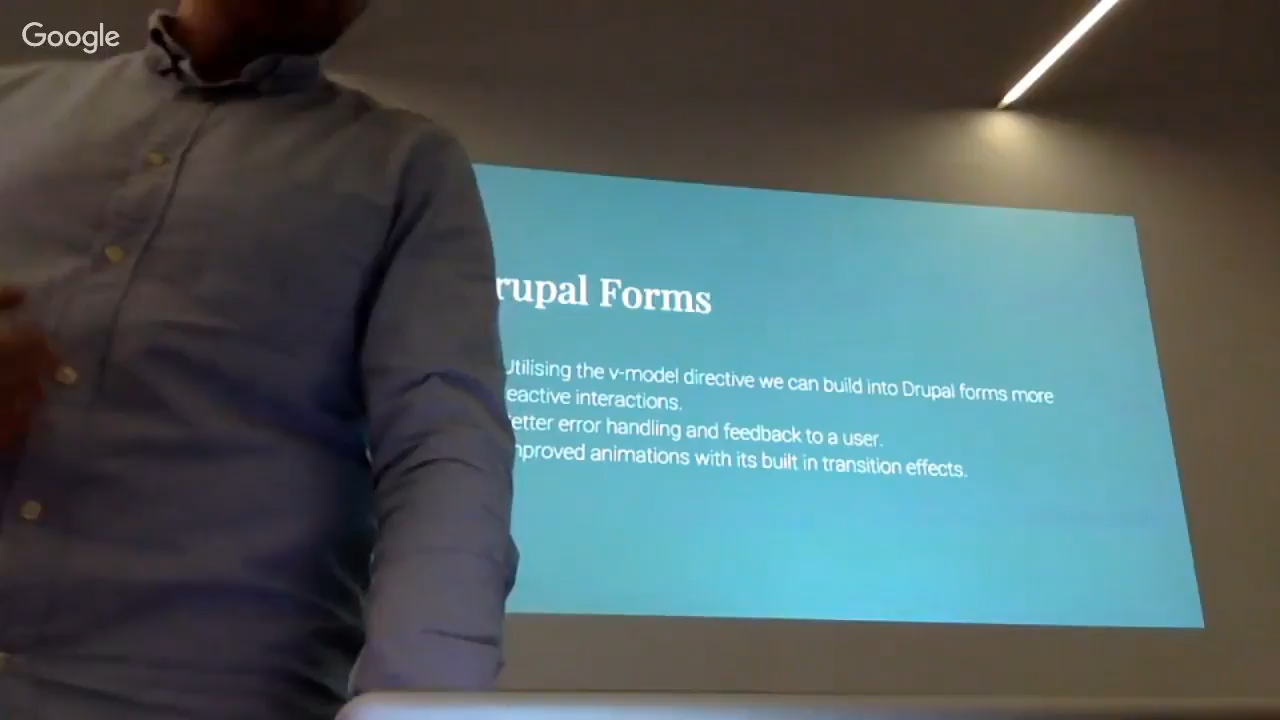 Google
rupal Forms
Utilising the v-model directive we can build into Drupal forms more
eactive interactions.
etter error handling and feedback to a user.
mproved animations with its built in transition effects.